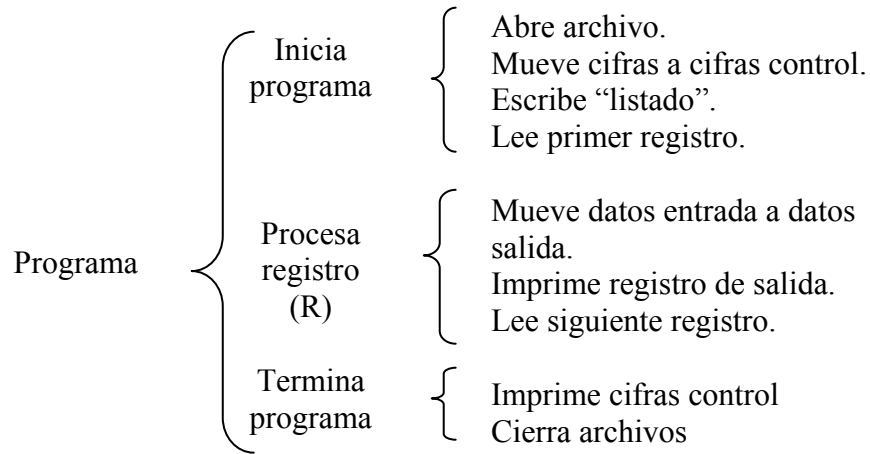 Programa
Inicia
programa
Abre archivo.
Mueve cifras a cifras control.
Escribe “listado”.
Lee primer registro.
Procesa
registro
(R)
Mueve datos entrada a datos
salida.
Imprime registro de salida.
Lee siguiente registro.
Termina
programa
Imprime cifras control
Cierra archivos